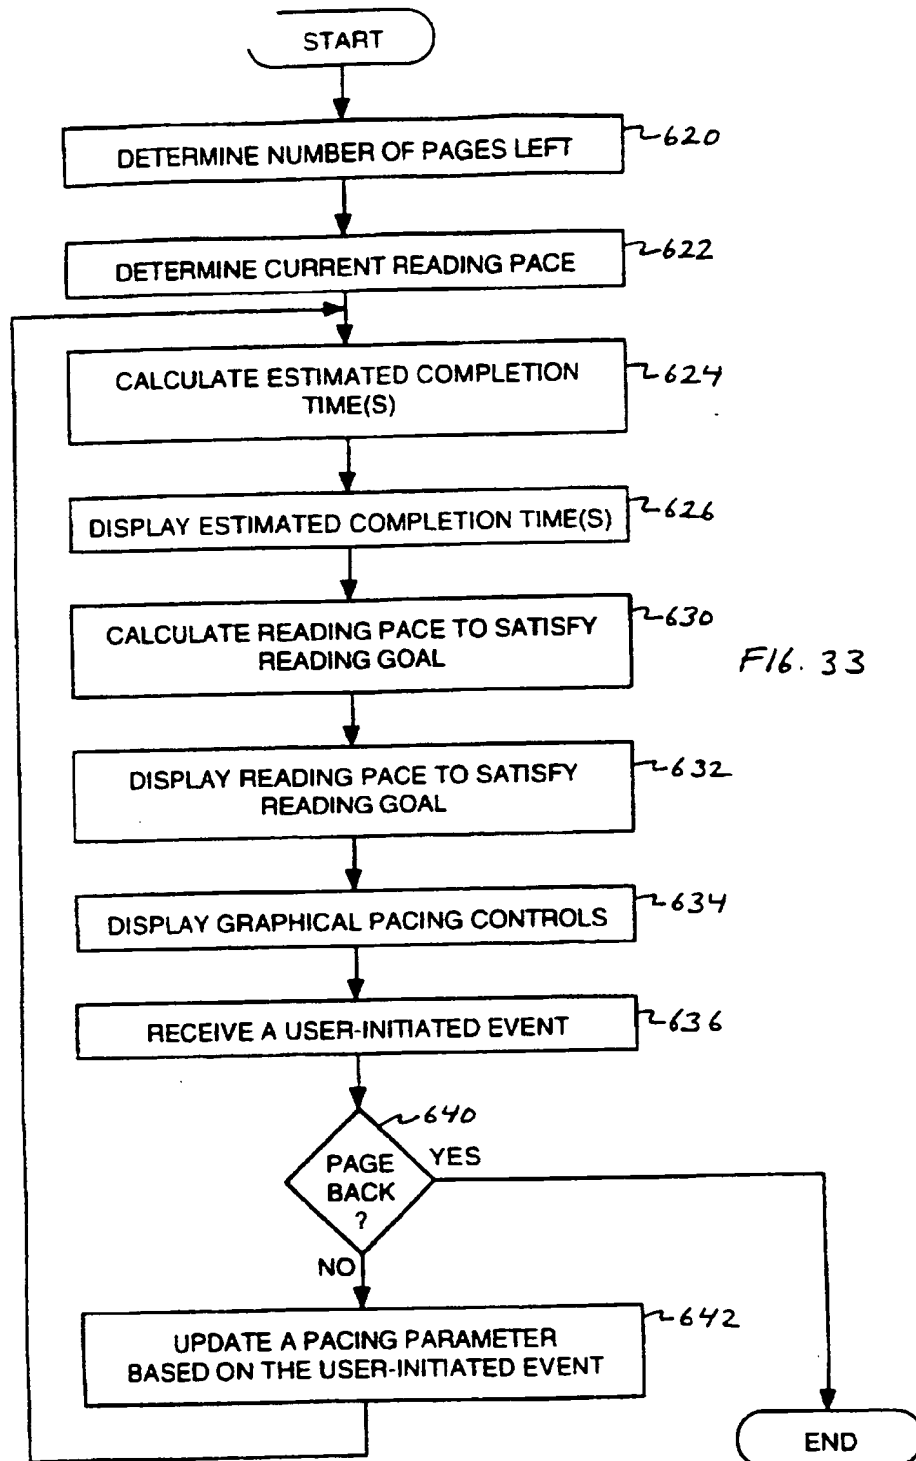 START
DETERMINE NUMBER OF PAGES LEFT
620
DETERMINE CURRENT READING PACE
622
CALCULATE ESTIMATED COMPLETION
TIME(S)
624
DISPLAY ESTIMATED COMPLETION TIME(S)
626
CALCULATE READING PACE TO SATISFY
READING GOAL
630
FIG. 33
DISPLAY READING PACE TO SATISFY
READING GOAL
632
DISPLAY GRAPHICAL PACING CONTROLS
634
RECEIVE A USER-INITIATED EVENT
636
640
PAGE
BACK
?
YES
NO
UPDATE A PACING PARAMETER
BASED ON THE USER-INITIATED EVENT
642
END